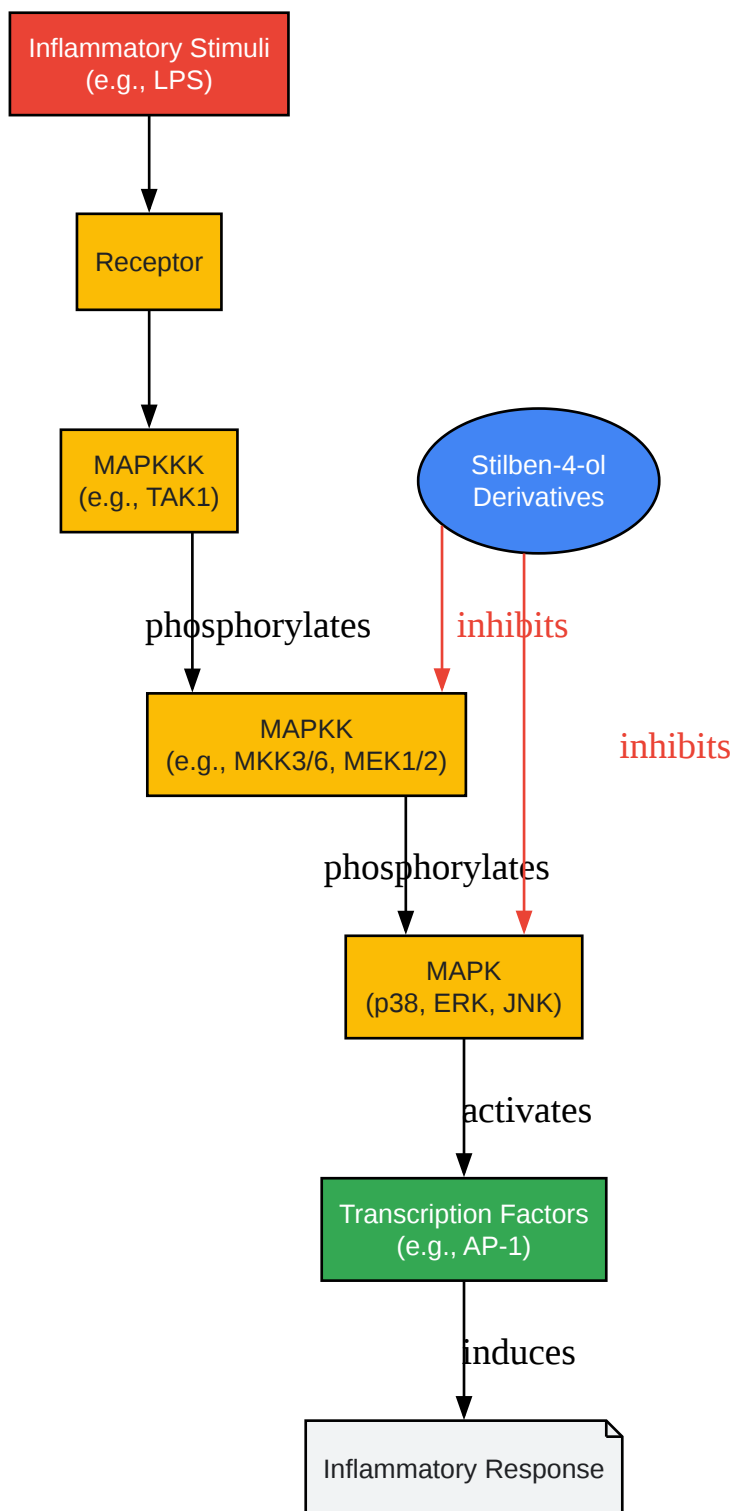 Inflammatory Stimuli
(e.g., LPS)
Receptor
MAPKKK
(e.g., TAK1)
Stilben-4-ol
Derivatives
phosphorylates
inhibits
MAPKK
(e.g., MKK3/6, MEK1/2)
inhibits
phosphorylates
MAPK
(p38, ERK, JNK)
activates
Transcription Factors
(e.g., AP-1)
induces
Inflammatory Response